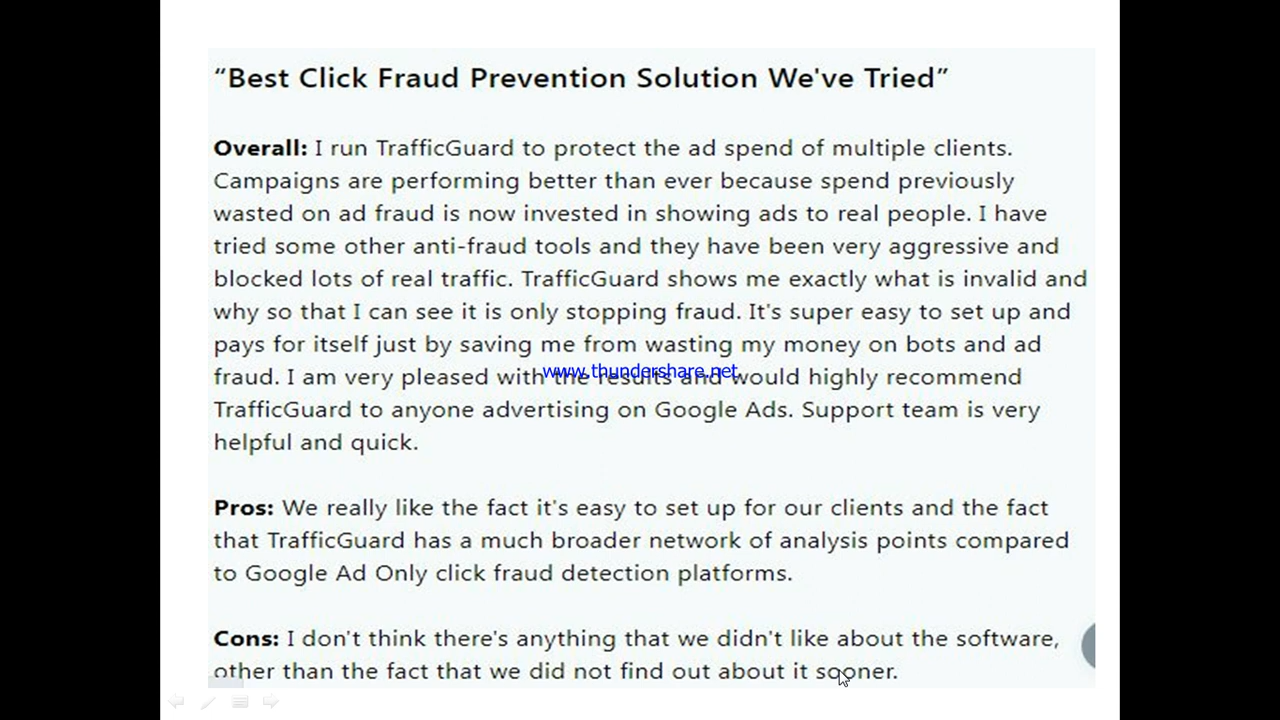 “Best Click Fraud Prevention Solution We've Tried”
Overall: I run TrafficGuard to protect the ad spend of multiple clients.
Campaigns are performing better than ever because spend previously
wasted on ad fraud is now invested in showing ads to real people. I have
tried some other anti-fraud tools and they have been very aggressive and
blocked lots of real traffic. TrafficGuard shows me exactly what is invalid and
why so that I can see it is only stopping fraud. It's super easy to set up and
pays for itself just by saving me from wasting my money on bots and ad
www.thundershare.net
fraud. I am very pleased with the results and would highly recommend
TrafficGuard to anyone advertising on Google Ads. Support team is very
helpful and quick.
Pros: We really like the fact it's easy to set up for our clients and the fact
that TrafficGuard has a much broader network of analysis points compared
to Google Ad Only click fraud detection platforms.
Cons: I don't think there's anything that we didn't like about the software,
other than the fact that we did not find out about it sooner.